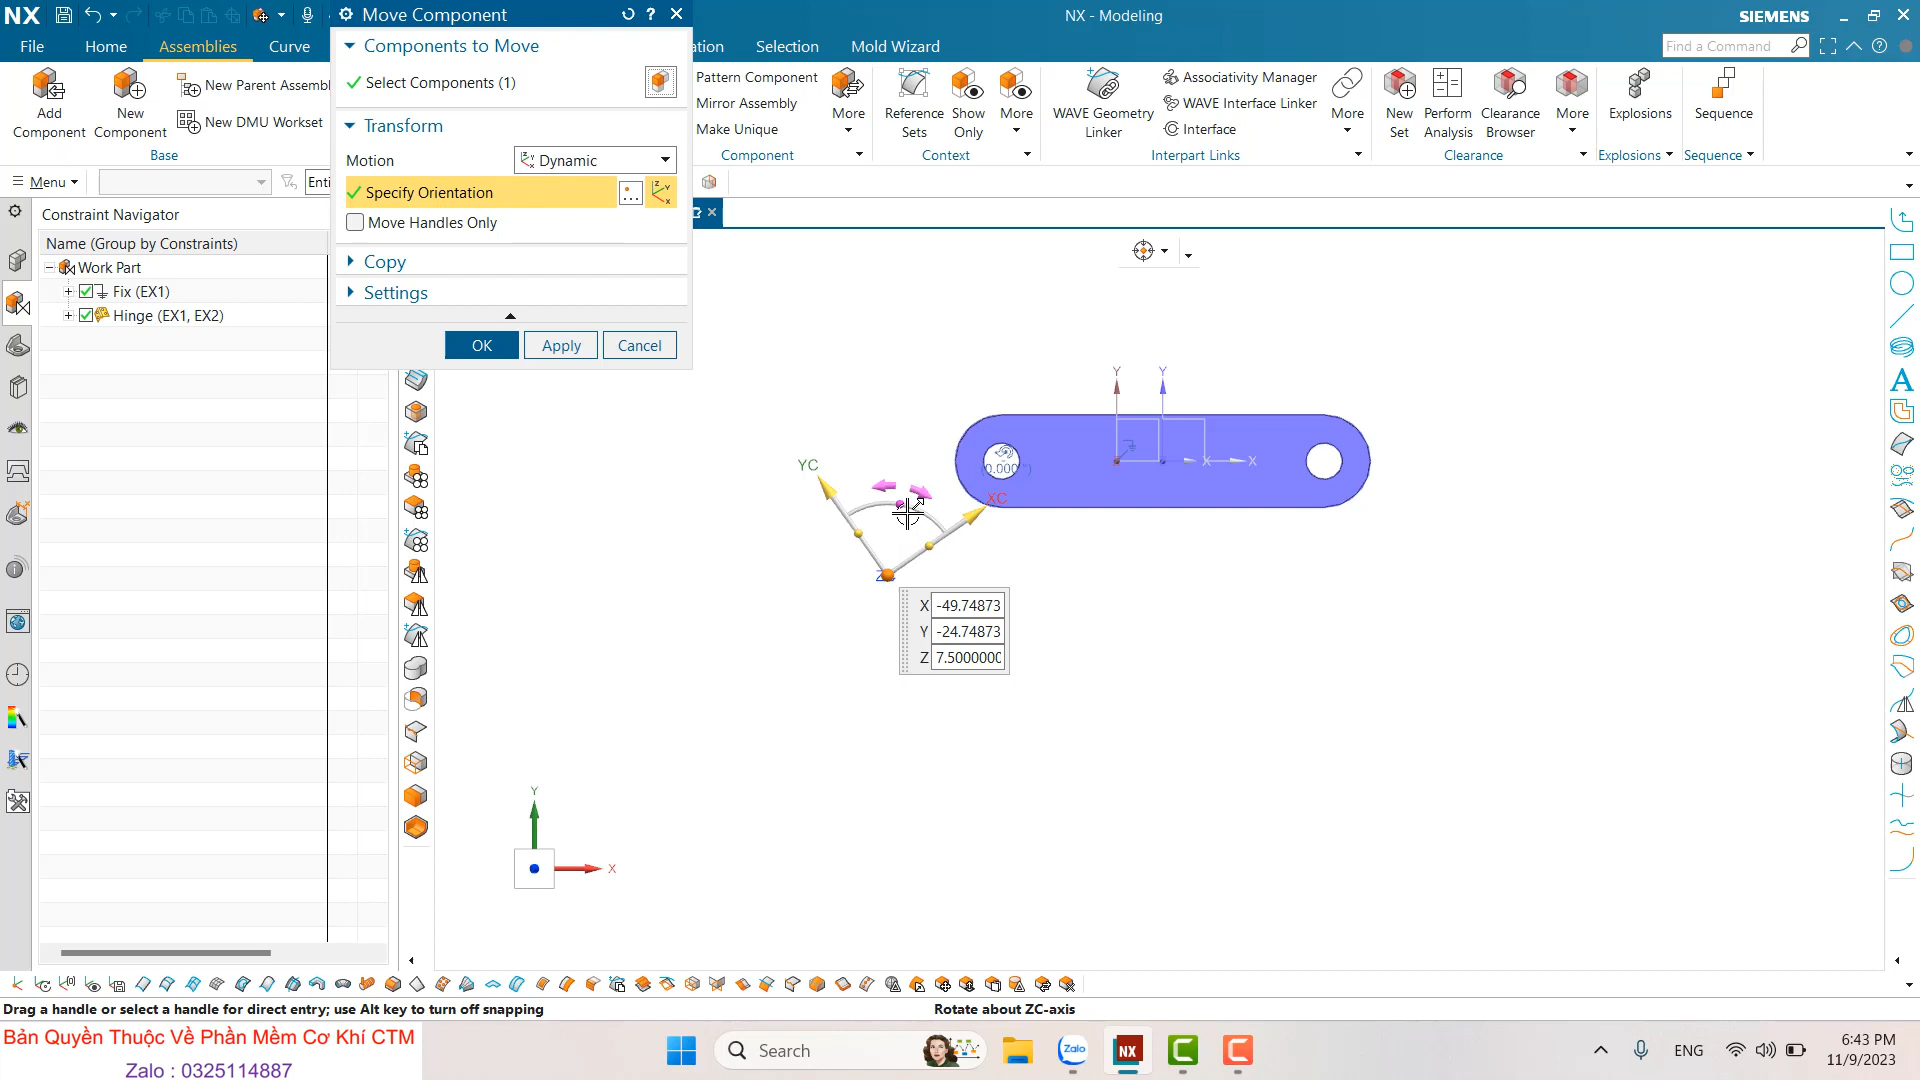 NX
Move Component
NX - Modeling
SIEMENS
File
Home
Assemblies
Curve
Selection
Mold Wizard
Find a Command
Components to Move
Select Components (1)
Transform
Motion
Dynamic
Specify Orientation
Move Handles Only
Copy
Settings
OK
Apply
Cancel
Add
Component
New
Component
New Parent Assembl
New DMU Workset
Base
Pattern Component
Mirror Assembly
Make Unique
More
Component
Reference
Sets
Show
Only
More
Context
WAVE Geometry
Linker
Associativity Manager
WAVE Interface Linker
Interface
More
Interpart Links
New
Set
Perform
Analysis
Clearance
Browser
More
Clearance
Explosions
Explosions
Sequence
Sequence
Menu
Enti
Constraint Navigator
Name (Group by Constraints)
Work Part
Fix (EX1)
Hinge (EX1, EX2)
Y
Y
X
X
YC
XC
X -49.74873
Y -24.74873
Z 7.5000000
Y
X
Drag a handle or select a handle for direct entry; use Alt key to turn off snapping
Rotate about ZC-axis
Bản Quyền Thuộc Về Phần Mềm Cơ Khí CTM
Zalo : 0325114887
Search
Zalo
NX
ENG
6:43 PM
11/9/2023